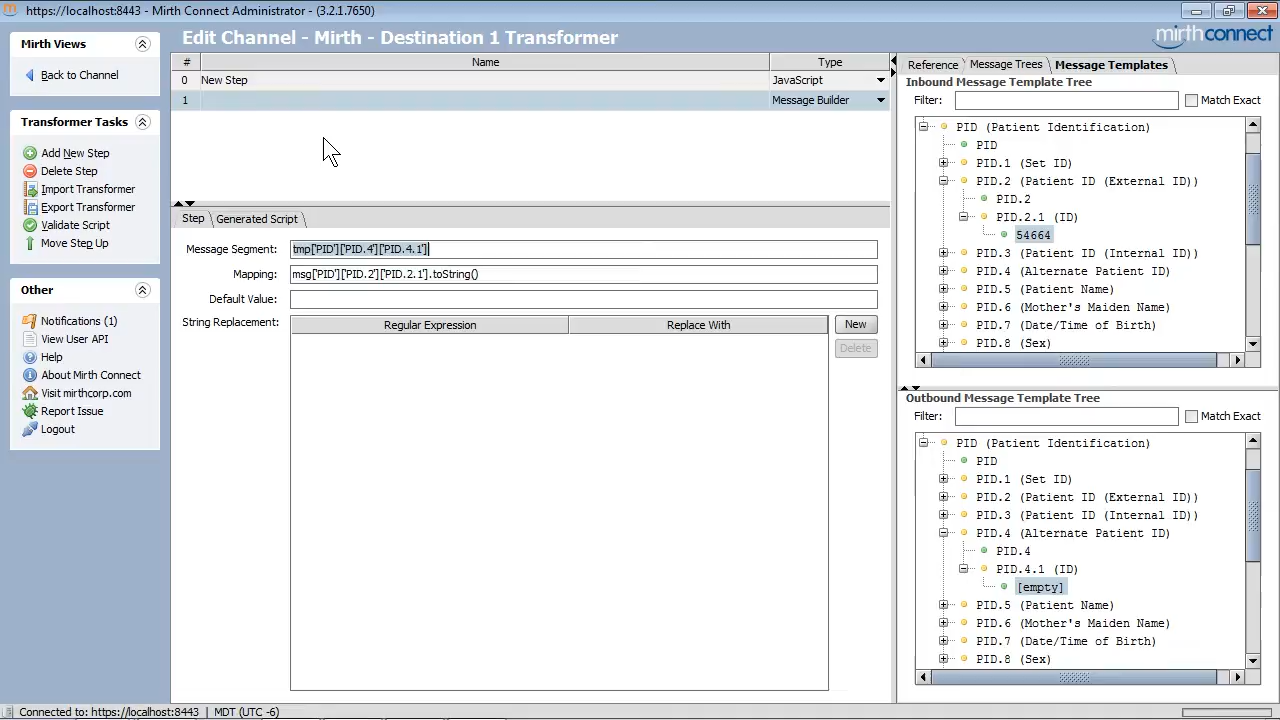 https://localhost:8443 - Mirth Connect Administrator - (3.2.1.7650)
Mirth Views
Back to Channel
Transformer Tasks
Add New Step
Delete Step
Import Transformer
Export Transformer
Validate Script
Move Step Up
Other
Notifications (1)
View User API
Help
About Mirth Connect
Visit mirthcorp.com
Report Issue
Logout
Edit Channel - Mirth - Destination 1 Transformer
mirthconnect
# Name Type
0 New Step JavaScript
1 Message Builder
Step Generated Script
Message Segment: tmp['PID']['PID.4']['PID.4.1']
Mapping: msg['PID']['PID.2']['PID.2.1'].toString()
Default Value:
String Replacement: Regular Expression Replace With New
Delete
Reference Message Trees Message Templates
Inbound Message Template Tree
Filter: Match Exact
PID (Patient Identification)
PID
PID.1 (Set ID)
PID.2 (Patient ID (External ID))
PID.2
PID.2.1 (ID)
54664
PID.3 (Patient ID (Internal ID))
PID.4 (Alternate Patient ID)
PID.5 (Patient Name)
PID.6 (Mother's Maiden Name)
PID.7 (Date/Time of Birth)
PID.8 (Sex)
Outbound Message Template Tree
Filter: Match Exact
PID (Patient Identification)
PID
PID.1 (Set ID)
PID.2 (Patient ID (External ID))
PID.3 (Patient ID (Internal ID))
PID.4 (Alternate Patient ID)
PID.4
PID.4.1 (ID)
[empty]
PID.5 (Patient Name)
PID.6 (Mother's Maiden Name)
PID.7 (Date/Time of Birth)
PID.8 (Sex)
Connected to: https://localhost:8443 | MDT (UTC -6)